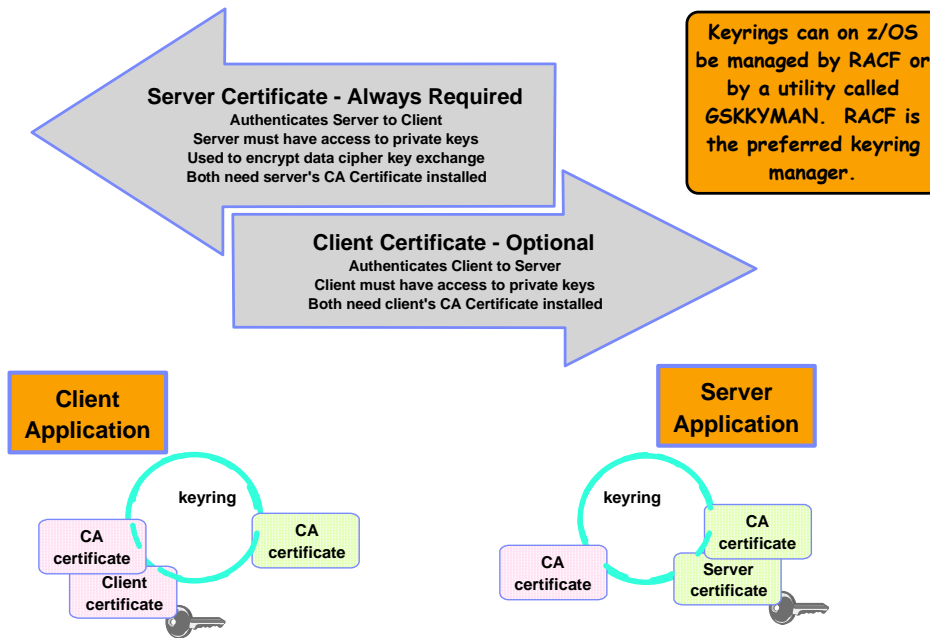 Keyrings can on z/OS
be managed by RACF or
by a utility called
GSKKYMAN. RACF is
the preferred keyring
manager.
Server Certificate - Always Required
Authenticates Server to Client
Server must have access to private keys
Used to encrypt data cipher key exchange
Both need server's CA Certificate installed
Client Certificate - Optional
Authenticates Client to Server
Client must have access to private keys
Both need client's CA Certificate installed
Client
Application
keyring
CA
certificate
Client
certificate
CA
certificate
Server
Application
keyring
CA
certificate
CA
certificate
Server
certificate